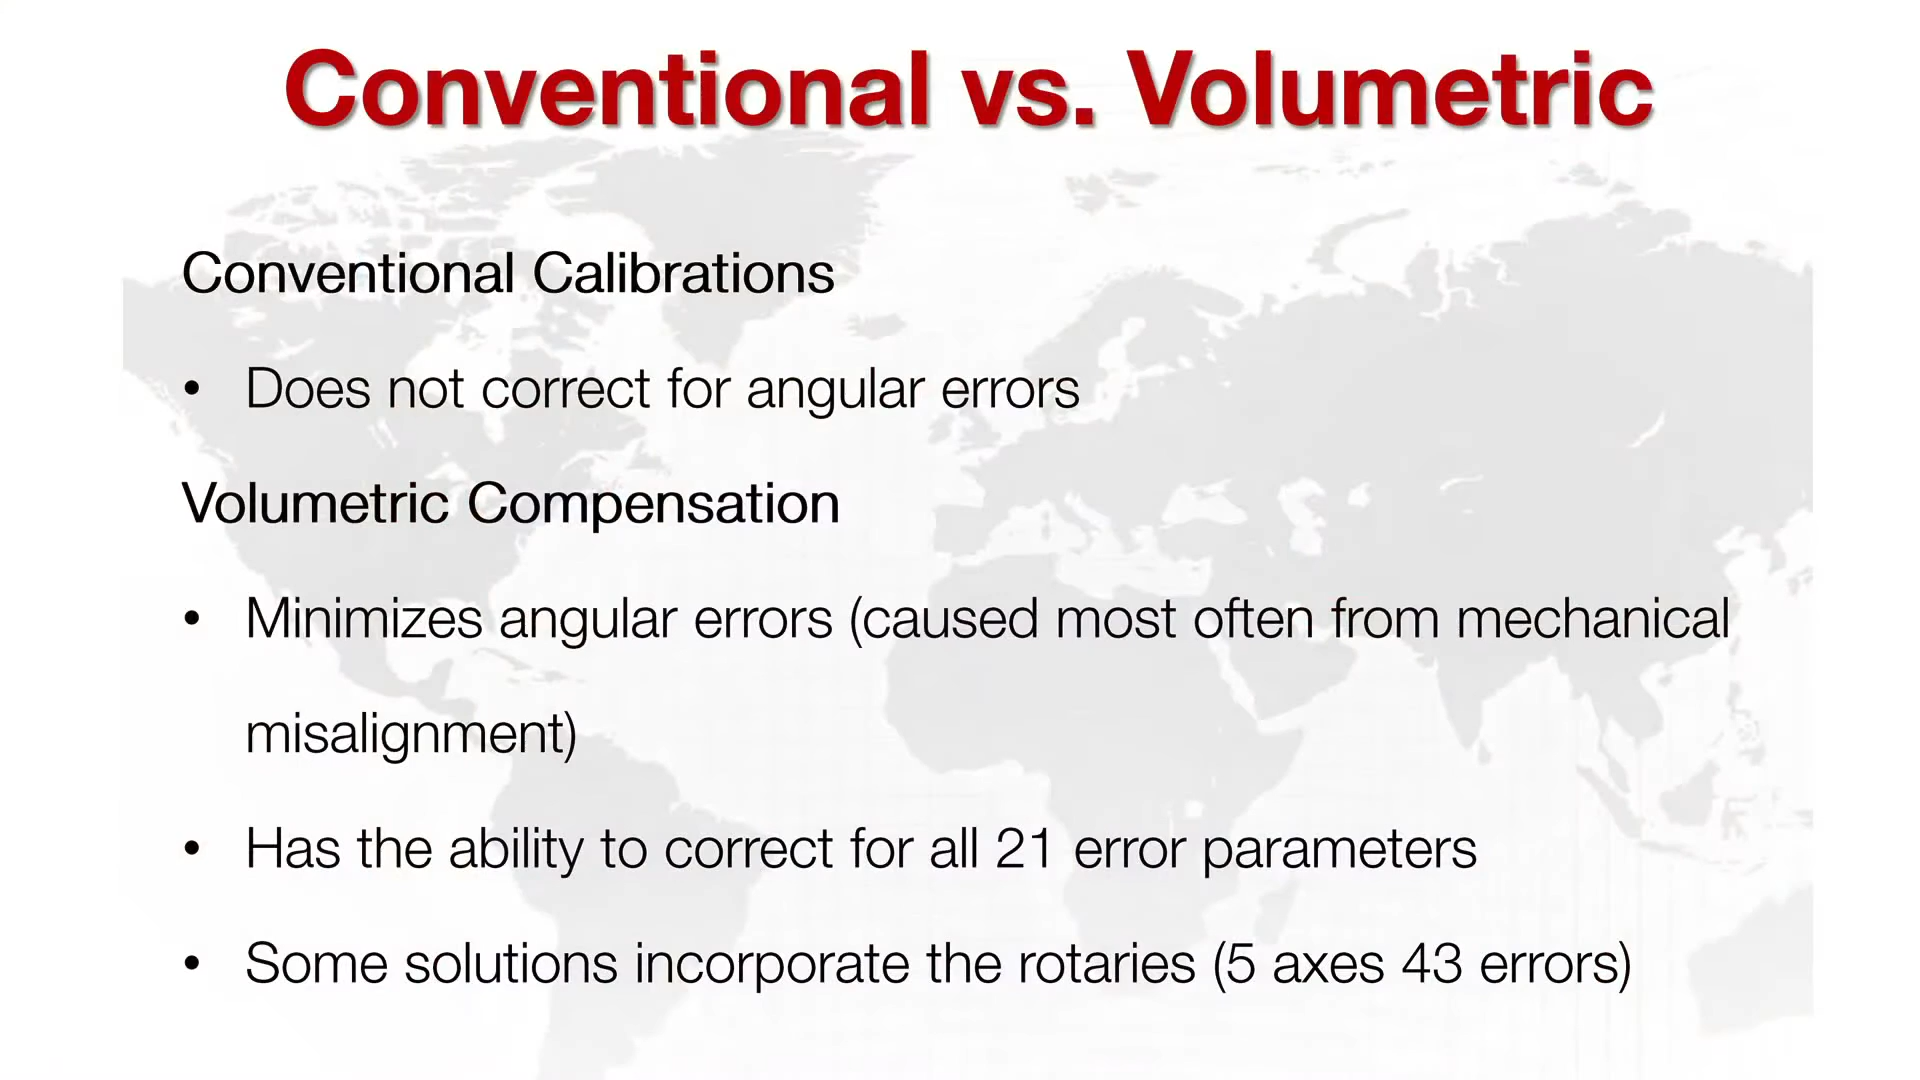 Conventional vs. Volumetric
Conventional Calibrations
• Does not correct for angular errors
Volumetric Compensation
• Minimizes angular errors (caused most often from mechanical
misalignment)
• Has the ability to correct for all 21 error parameters
• Some solutions incorporate the rotaries (5 axes 43 errors)